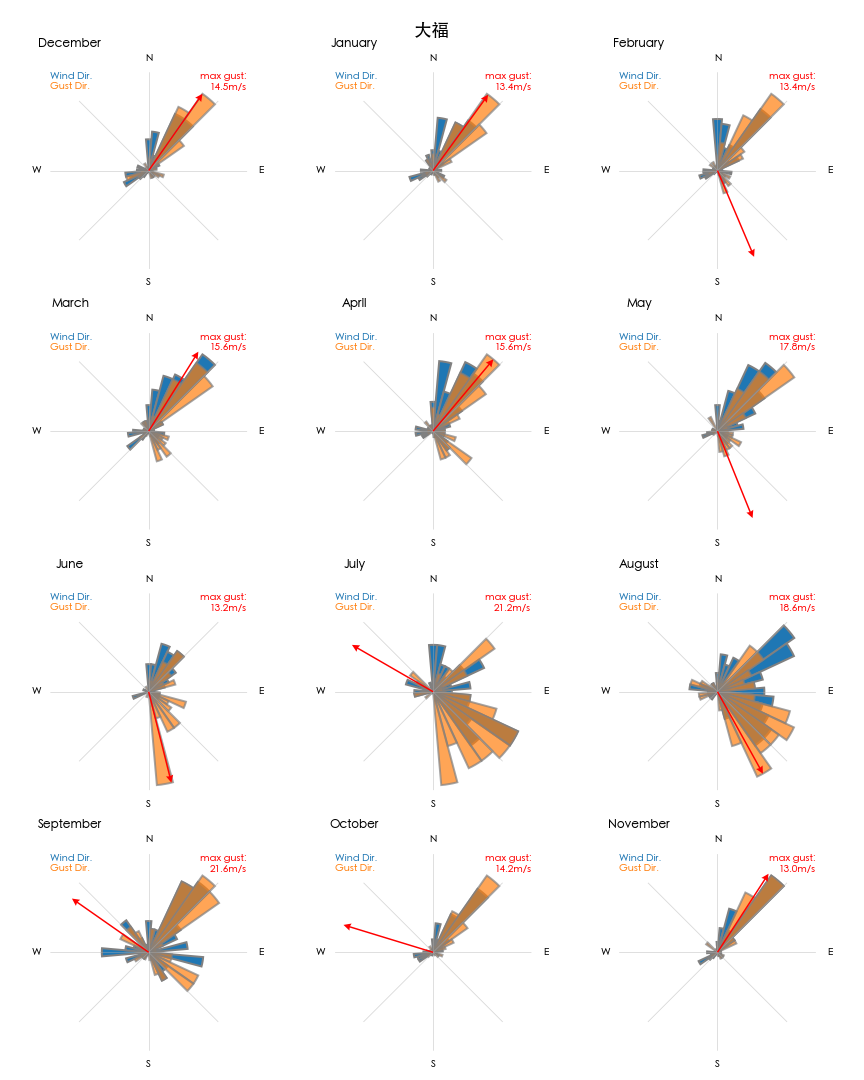 大福
December
N
Wind Dir.
Gust Dir.
max gust:
14.5m/s
W
E
S
January
N
Wind Dir.
Gust Dir.
max gust:
13.4m/s
W
E
S
February
N
Wind Dir.
Gust Dir.
max gust:
13.4m/s
W
E
S
March
N
Wind Dir.
Gust Dir.
max gust:
15.6m/s
W
E
S
April
N
Wind Dir.
Gust Dir.
max gust:
15.6m/s
W
E
S
May
N
Wind Dir.
Gust Dir.
max gust:
17.8m/s
W
E
S
June
N
Wind Dir.
Gust Dir.
max gust:
13.2m/s
W
E
S
July
N
Wind Dir.
Gust Dir.
max gust:
21.2m/s
W
E
S
August
N
Wind Dir.
Gust Dir.
max gust:
18.6m/s
W
E
S
September
N
Wind Dir.
Gust Dir.
max gust:
21.6m/s
W
E
S
October
N
Wind Dir.
Gust Dir.
max gust:
14.2m/s
W
E
S
November
N
Wind Dir.
Gust Dir.
max gust:
13.0m/s
W
E
S